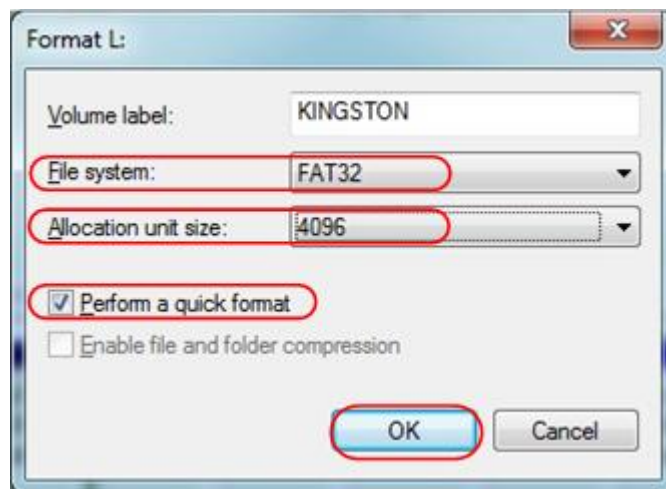 Format L:
Volume label: KINGSTON
File system: FAT32
Allocation unit size: 4096
Perform a quick format
Enable file and folder compression
OK Cancel